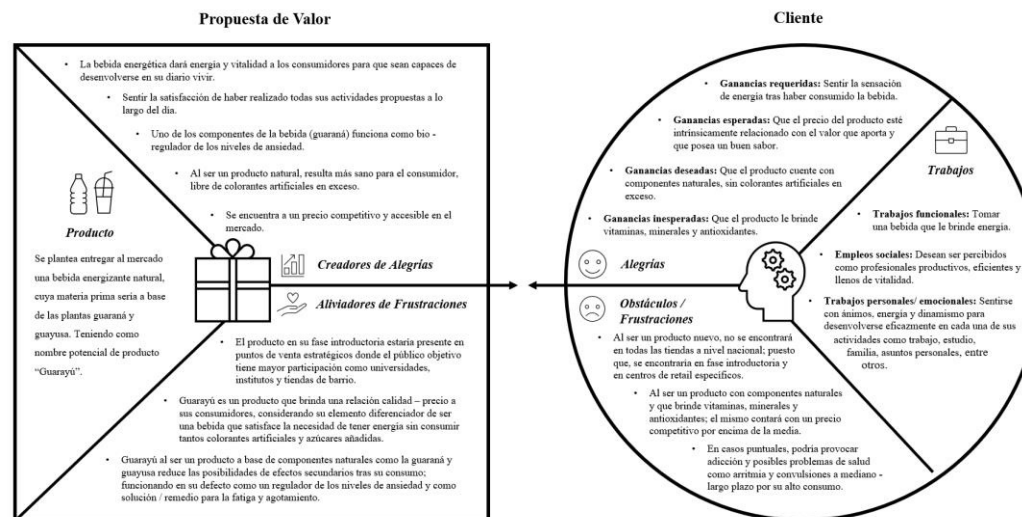 Propuesta de Valor
• La bebida energética dará energía y vitalidad a los consumidores para que sean capaces de
desenvolverse en su diario vivir.
• Sentir la satisfacción de haber realizado todas sus actividades propuestas a lo
largo del día.
• Uno de los componentes de la bebida (guaraná) funciona como bio -
regulador de los niveles de ansiedad.
• Al ser un producto natural, resulta más sano para el consumidor,
libre de colorantes artificiales en exceso.
• Se encuentra a un precio competitivo y accesible en el
mercado.
Producto
Se plantea entregar al mercado
una bebida energizante natural,
cuya materia prima sería a base
de las plantas guaraná y
guayusa. Teniendo como
nombre potencial de producto
“Guarayú”.
Creadores de Alegrías
Aliviadores de Frustraciones
• El producto en su fase introductoria estaría presente en
puntos de venta estratégicos donde el público objetivo
tiene mayor participación como universidades,
institutos y tiendas de barrio.
• Guarayú es un producto que brinda una relación calidad – precio a
sus consumidores, considerando su elemento diferenciador de ser
una bebida que satisface la necesidad de tener energía sin consumir
tantos colorantes artificiales y azúcares añadidas.
• Guarayú al ser un producto a base de componentes naturales como la guaraná y
guayusa reduce las posibilidades de efectos secundarios tras su consumo;
funcionando en su defecto como un regulador de los niveles de ansiedad y como
solución / remedio para la fatiga y agotamiento.
Cliente
• Ganancias requeridas: Sentir la sensación
de energía tras haber consumido la bebida.
• Ganancias esperadas: Que el precio del producto esté
intrínsicamente relacionado con el valor que aporta y
que posea un buen sabor.
• Ganancias deseadas: Que el producto cuente con
componentes naturales, sin colorantes artificiales en
exceso.
• Ganancias inesperadas: Que el producto le brinde
vitaminas, minerales y antioxidantes.
Alegrías
Trabajos
• Trabajos funcionales: Tomar
una bebida que le brinde energía.
• Empleos sociales: Desean ser percibidos
como profesionales productivos, eficientes y
llenos de vitalidad.
• Trabajos personales/ emocionales: Sentirse
con ánimos, energía y dinamismo para
desenvolverse eficazmente en cada una de sus
actividades como trabajo, estudio,
familia, asuntos personales, entre
otros.
Obstáculos /
Frustraciones
• Al ser un producto nuevo, no se encontrará
en todas las tiendas a nivel nacional; puesto
que, se encontraría en fase introductoria y
en centros de retail específicos.
• Al ser un producto con componentes naturales
y que brinde vitaminas, minerales y
antioxidantes; el mismo contará con un precio
competitivo por encima de la media.
• En casos puntuales, podría provocar
adicción y posibles problemas de salud
como arritmia y convulsiones a mediano -
largo plazo por su alto consumo.